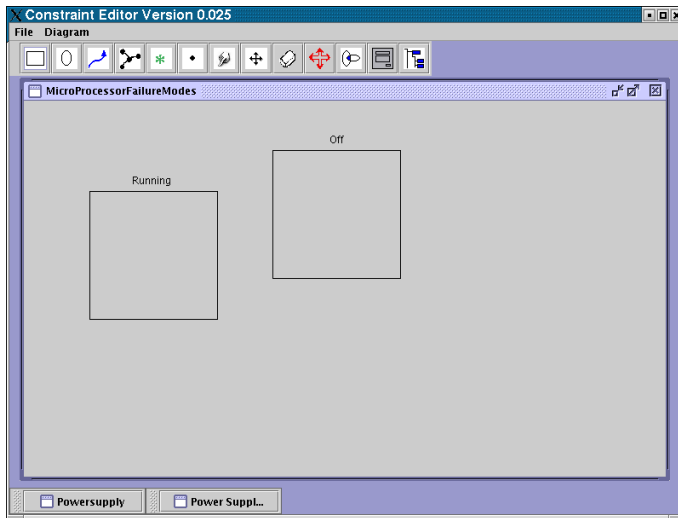 Constraint Editor Version 0.025
File Diagram
MicroProcessorFailureModes
Off
Running
Powersupply
Power Suppl...